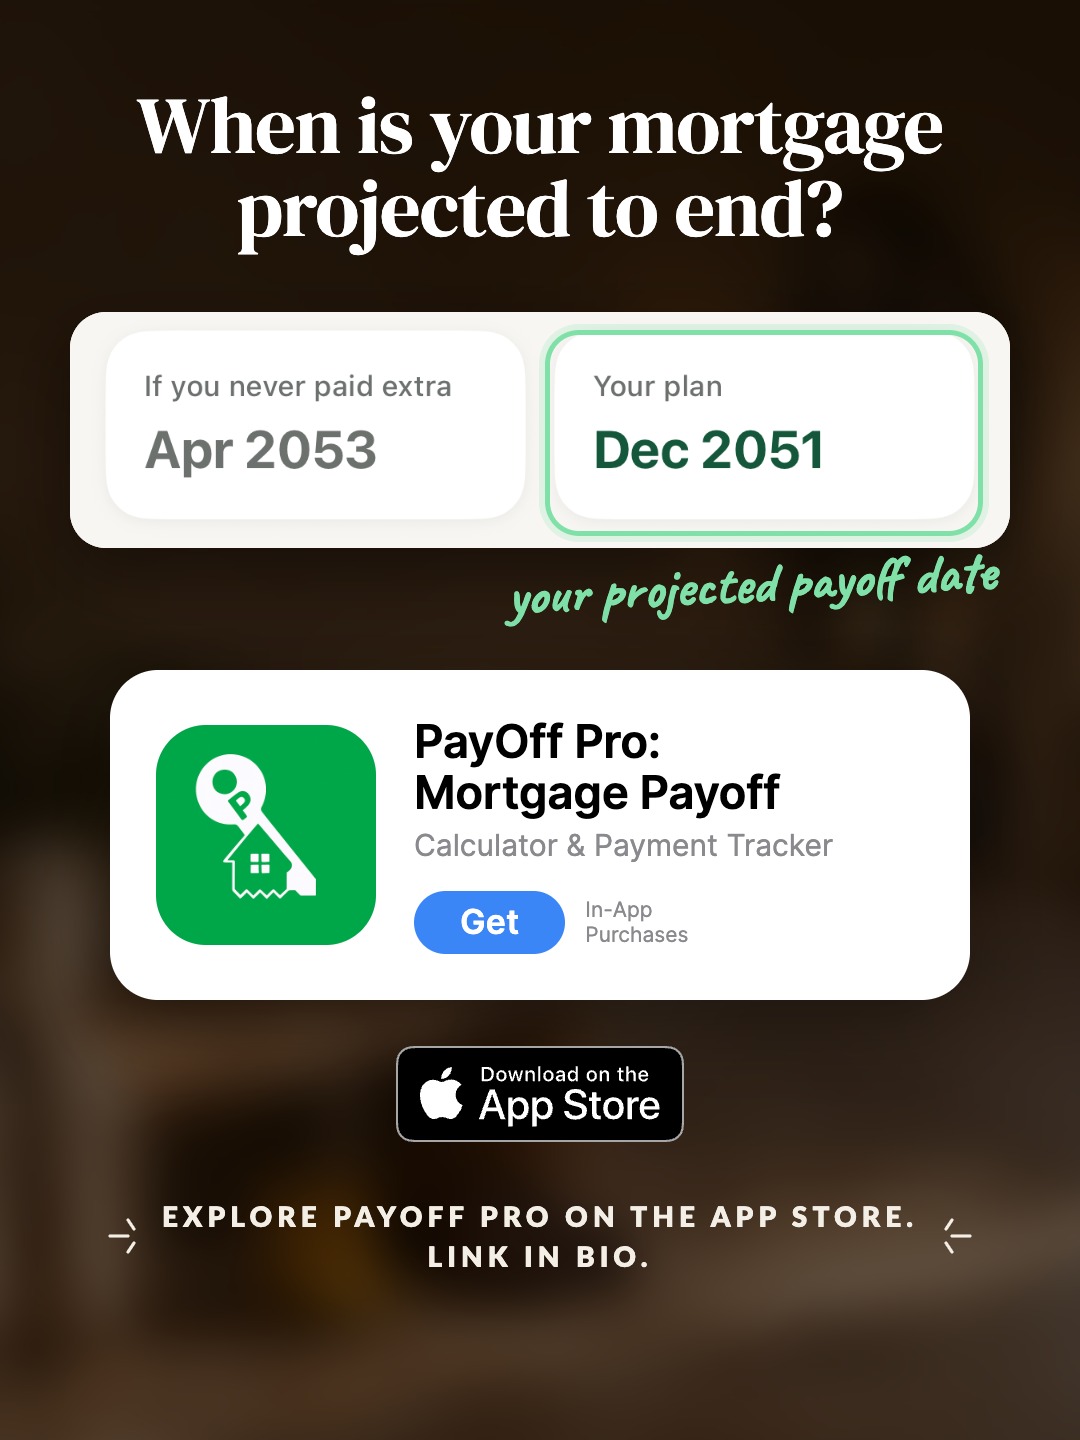 When is your mortgage
projected to end?
If you never paid extra
Apr 2053
Your plan
Dec 2051
your projected payoff date
P
PayOff Pro:
Mortgage Payoff
Calculator & Payment Tracker
Get
In-App
Purchases
Download on the
App Store
EXPLORE PAYOFF PRO ON THE APP STORE.
LINK IN BIO.